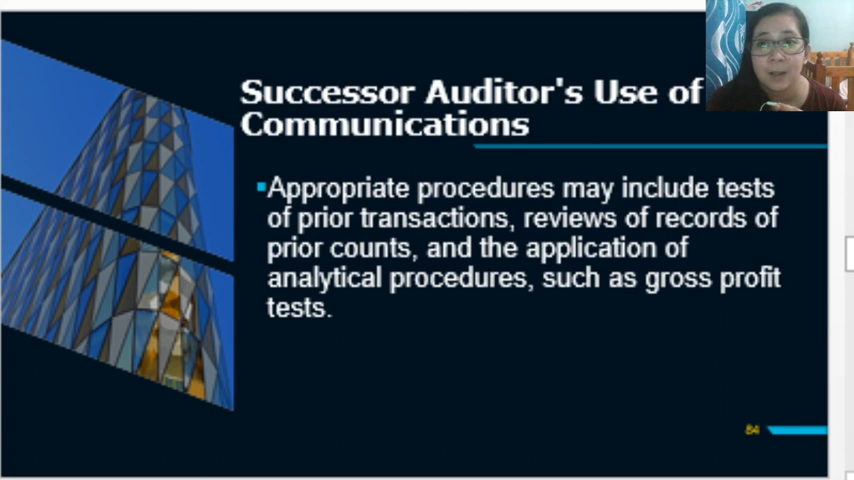 Successor Auditor's Use of
Communications
▪Appropriate procedures may include tests
of prior transactions, reviews of records of
prior counts, and the application of
analytical procedures, such as gross profit
tests.
84